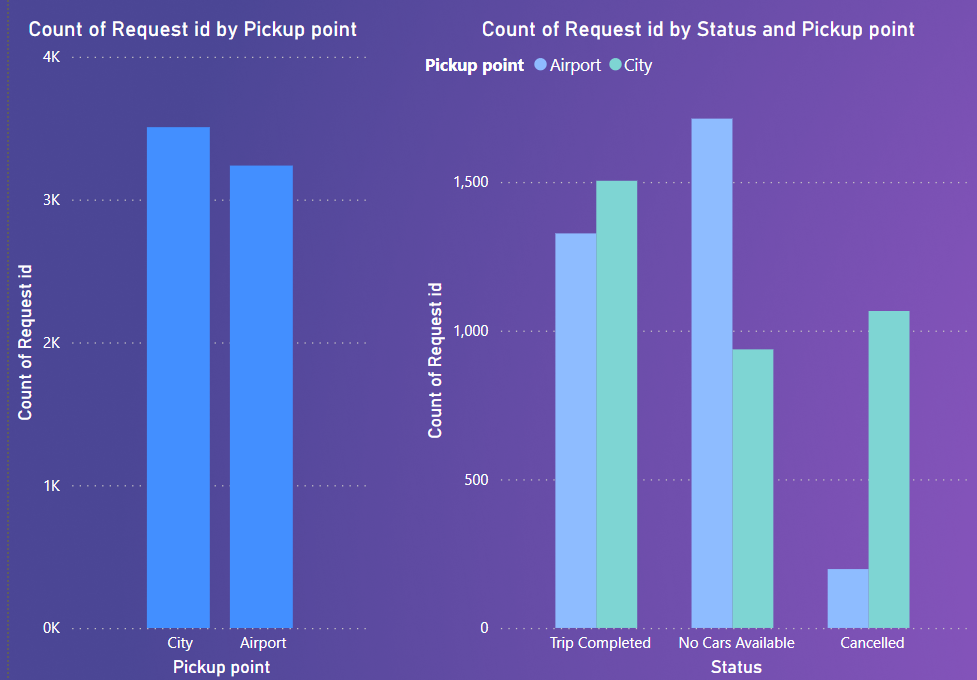 Count of Request id by Pickup point
4K
3K
2K
1K
0K
Count of Request id
City
Airport
Pickup point
Count of Request id by Status and Pickup point
Pickup point Airport City
1,500
1,000
500
0
Count of Request id
Trip Completed
No Cars Available
Cancelled
Status